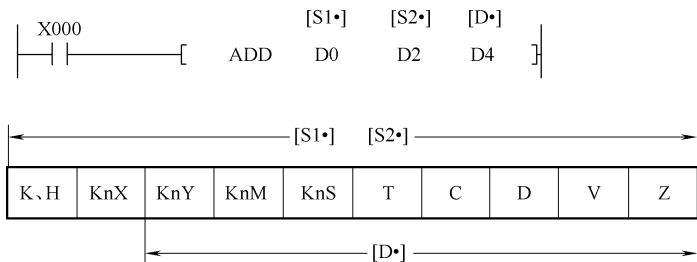 [S1•] [S2•] [D•]
X000
ADD D0 D2 D4
[S1•] [S2•]
K、H KnX KnY KnM KnS T C D V Z
[D•]